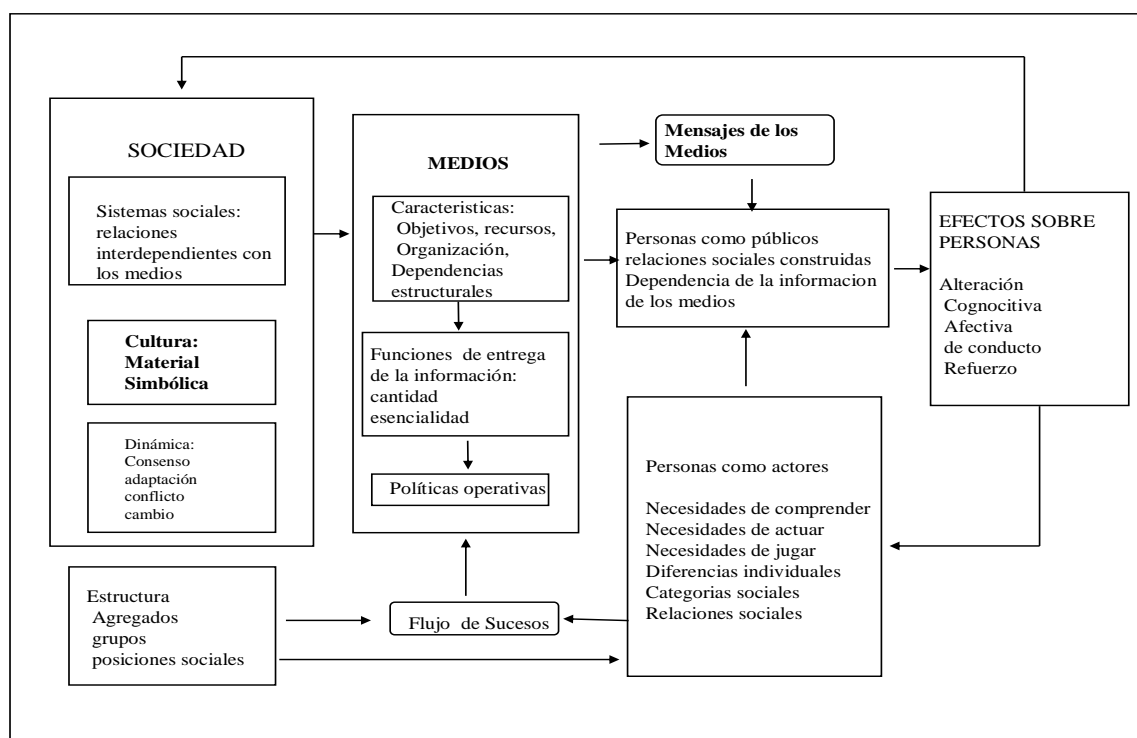 SOCIEDAD
Sistemas sociales:
relaciones
interdependientes con
los medios
Cultura:
Material
Simbólica
Dinámica:
Consenso
adaptación
conflicto
cambio
Estructura
Agregados
grupos
posiciones sociales
MEDIOS
Caracteristicas:
Objetivos, recursos,
Organización,
Dependencias
estructurales
Funciones de entrega
de la información:
cantidad
esencialidad
Políticas operativas
Flujo de Sucesos
Mensajes de los
Medios
Personas como públicos
relaciones sociales construidas
Dependencia de la informacion
de los medios
Personas como actores
Necesidades de comprender
Necesidades de actuar
Necesidades de jugar
Diferencias individuales
Categorias sociales
Relaciones sociales
EFECTOS SOBRE
PERSONAS
Alteración
Cognocitiva
Afectiva
de conducto
Refuerzo